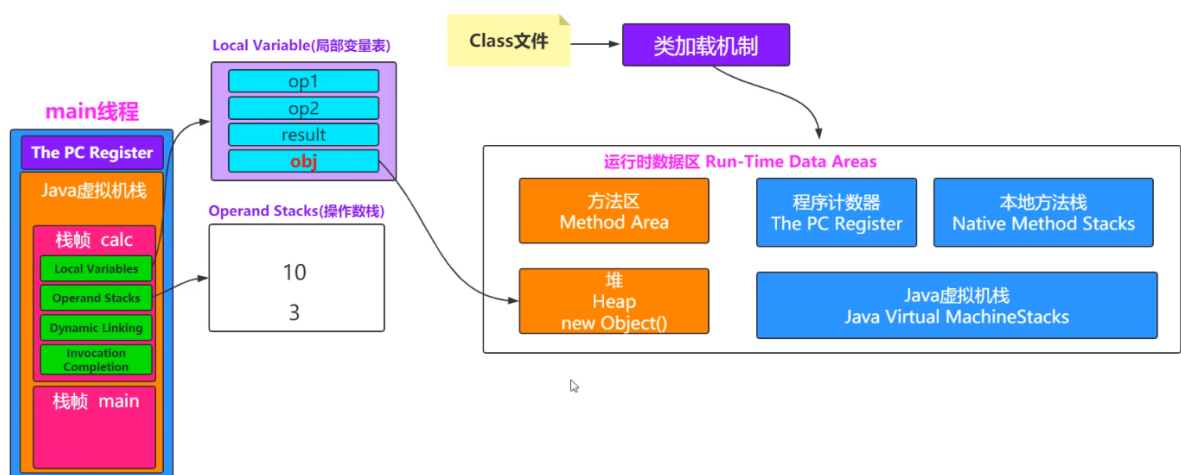 Class文件
类加载机制
Local Variable(局部变量表)
op1
op2
result
obj
main线程
The PC Register
Java虚拟机栈
栈帧 calc
Local Variables
Operand Stacks
Dynamic Linking
Invocation
Completion
栈帧 main
Operand Stacks(操作数栈)
10
3
运行时数据区 Run-Time Data Areas
方法区
Method Area
程序计数器
The PC Register
本地方法栈
Native Method Stacks
堆
Heap
new Object()
Java虚拟机栈
Java Virtual MachineStacks